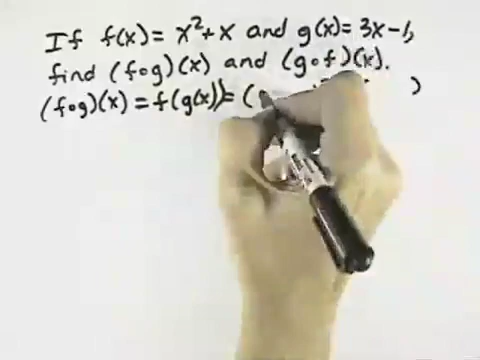 If f(x) = x²+x and g(x)= 3x-1,
find (f∘g)(x) and (g∘f)(x).
(f∘g)(x) = f(g(x)) = ( )